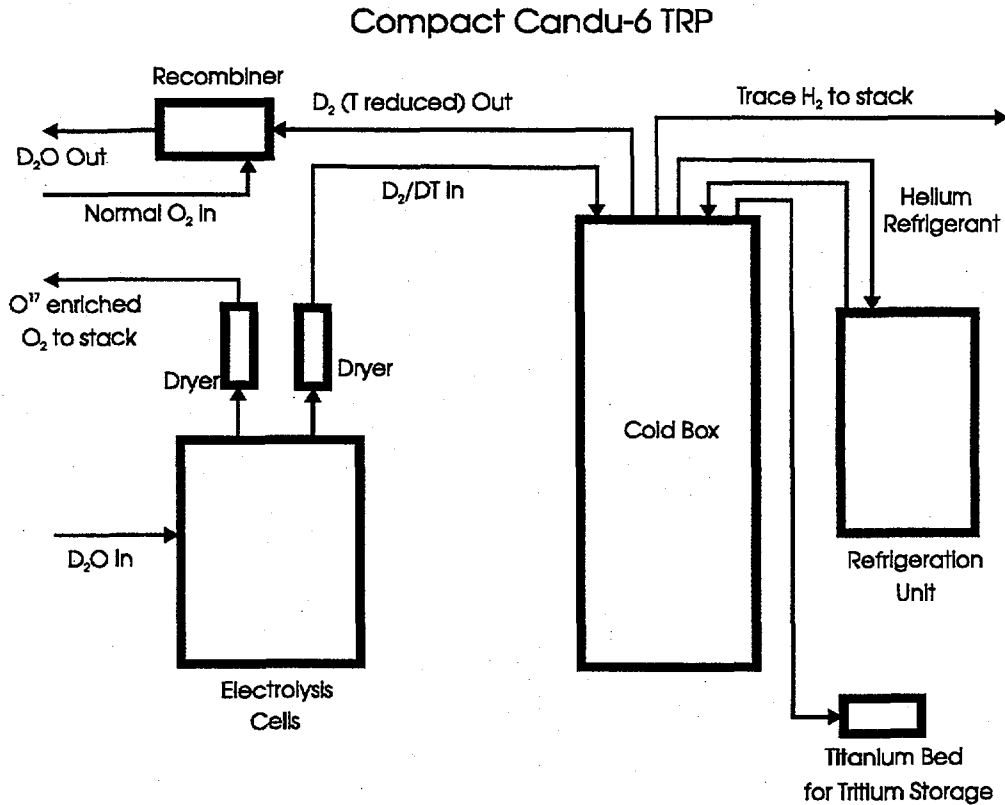 Compact Candu-6 TRP
Recombiner
D₂ (T reduced) Out
Trace H₂ to stack
D₂O Out
D₂/DT In
Normal O₂ in
Helium
Refrigerant
O¹⁷ enriched
O₂ to stack
Dryer
Dryer
Cold Box
D₂O in
Refrigeration
Unit
Electrolysis
Cells
Titanium Bed
for Tritium Storage